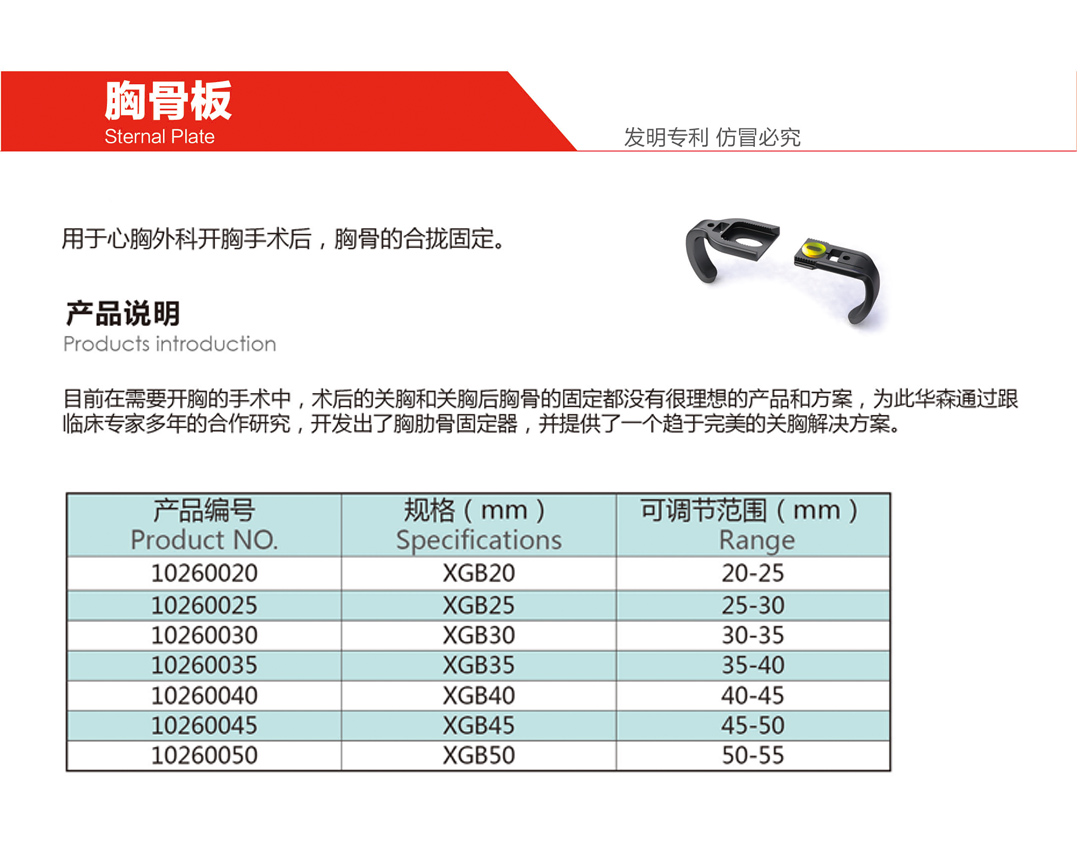 胸骨板
Sternal Plate
发明专利 仿冒必究
用于心胸外科开胸手术后，胸骨的合拢固定。
产品说明
Products introduction
目前在需要开胸的手术中，术后的关胸和关胸后胸骨的固定都没有很理想的产品和方案，为此华森通过跟
临床专家多年的合作研究，开发出了胸肋骨固定器，并提供了一个趋于完美的关胸解决方案。
产品编号 规格（mm） 可调节范围（mm）
Product NO. Specifications Range
10260020 XGB20 20-25
10260025 XGB25 25-30
10260030 XGB30 30-35
10260035 XGB35 35-40
10260040 XGB40 40-45
10260045 XGB45 45-50
10260050 XGB50 50-55